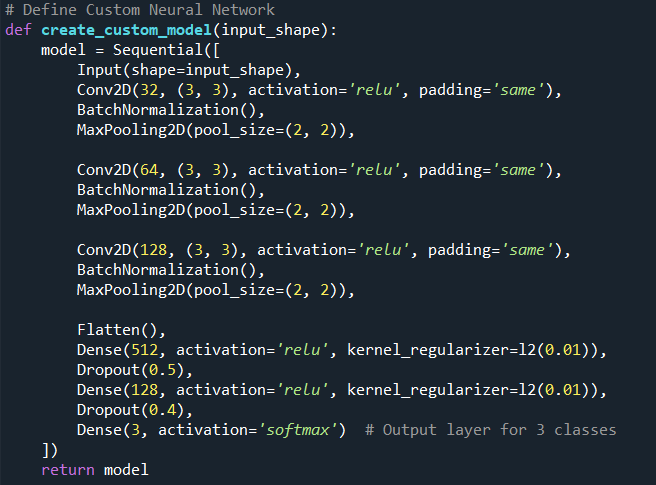 # Define Custom Neural Network
def create_custom_model(input_shape):
    model = Sequential([
        Input(shape=input_shape),
        Conv2D(32, (3, 3), activation='relu', padding='same'),
        BatchNormalization(),
        MaxPooling2D(pool_size=(2, 2)),

        Conv2D(64, (3, 3), activation='relu', padding='same'),
        BatchNormalization(),
        MaxPooling2D(pool_size=(2, 2)),

        Conv2D(128, (3, 3), activation='relu', padding='same'),
        BatchNormalization(),
        MaxPooling2D(pool_size=(2, 2)),

        Flatten(),
        Dense(512, activation='relu', kernel_regularizer=l2(0.01)),
        Dropout(0.5),
        Dense(128, activation='relu', kernel_regularizer=l2(0.01)),
        Dropout(0.4),
        Dense(3, activation='softmax')  # Output layer for 3 classes
    ])
    return model